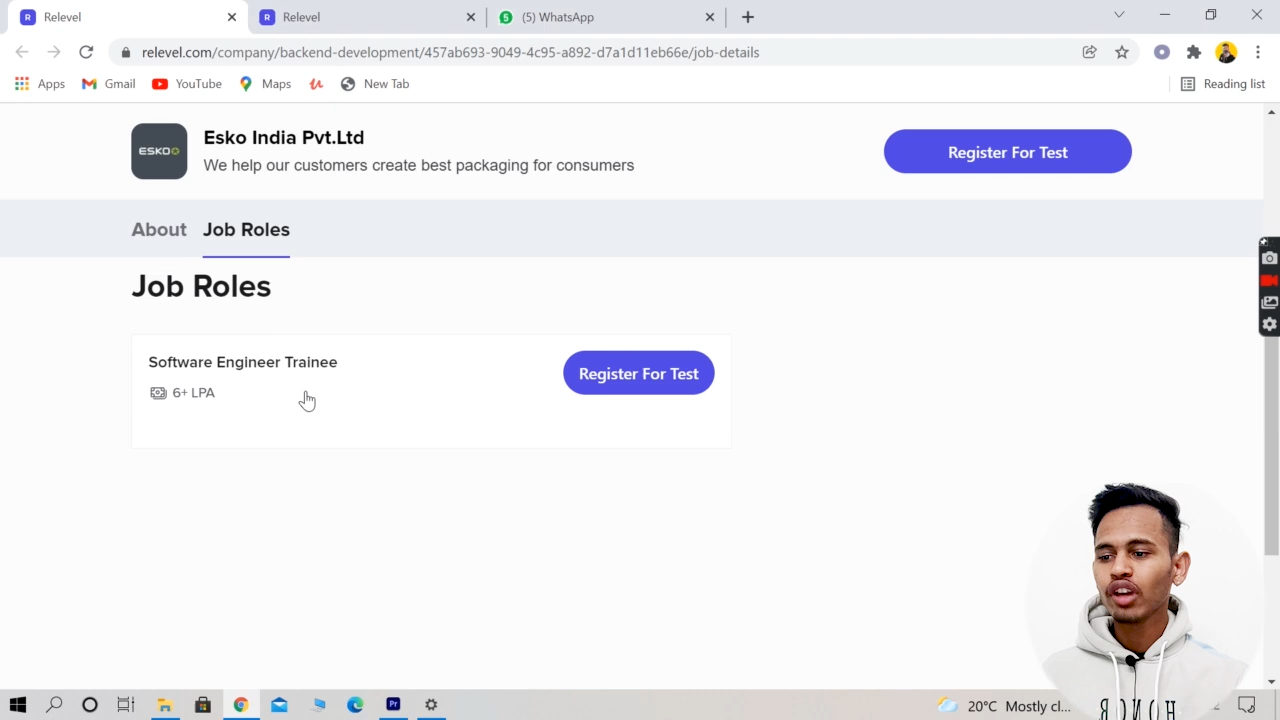 Relevel
Relevel
(5) WhatsApp
relevel.com/company/backend-development/457ab693-9049-4c95-a892-d7a1d11eb66e/job-details
Apps
Gmail
YouTube
Maps
New Tab
Reading list
ESKO
Esko India Pvt.Ltd
We help our customers create best packaging for consumers
Register For Test
About
Job Roles
Job Roles
Software Engineer Trainee
6+ LPA
Register For Test
20°C Mostly cl...